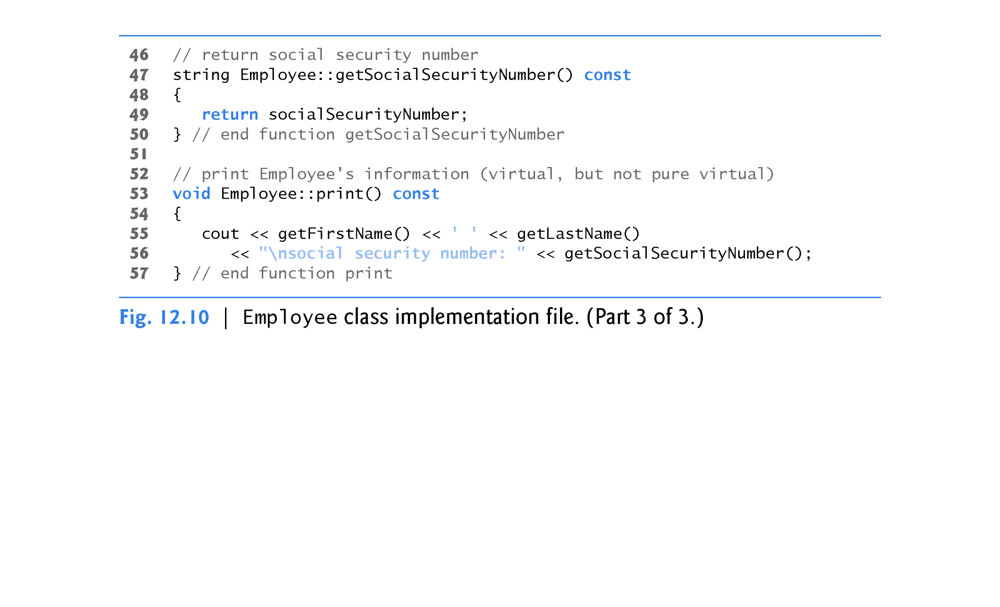 46 // return social security number
47 string Employee::getSocialSecurityNumber() const
48 {
49    return socialSecurityNumber;
50 } // end function getSocialSecurityNumber
51
52 // print Employee's information (virtual, but not pure virtual)
53 void Employee::print() const
54 {
55    cout << getFirstName() << ' ' << getLastName()
56       << "\nsocial security number: " << getSocialSecurityNumber();
57 } // end function print
Fig. 12.10 | Employee class implementation file. (Part 3 of 3.)